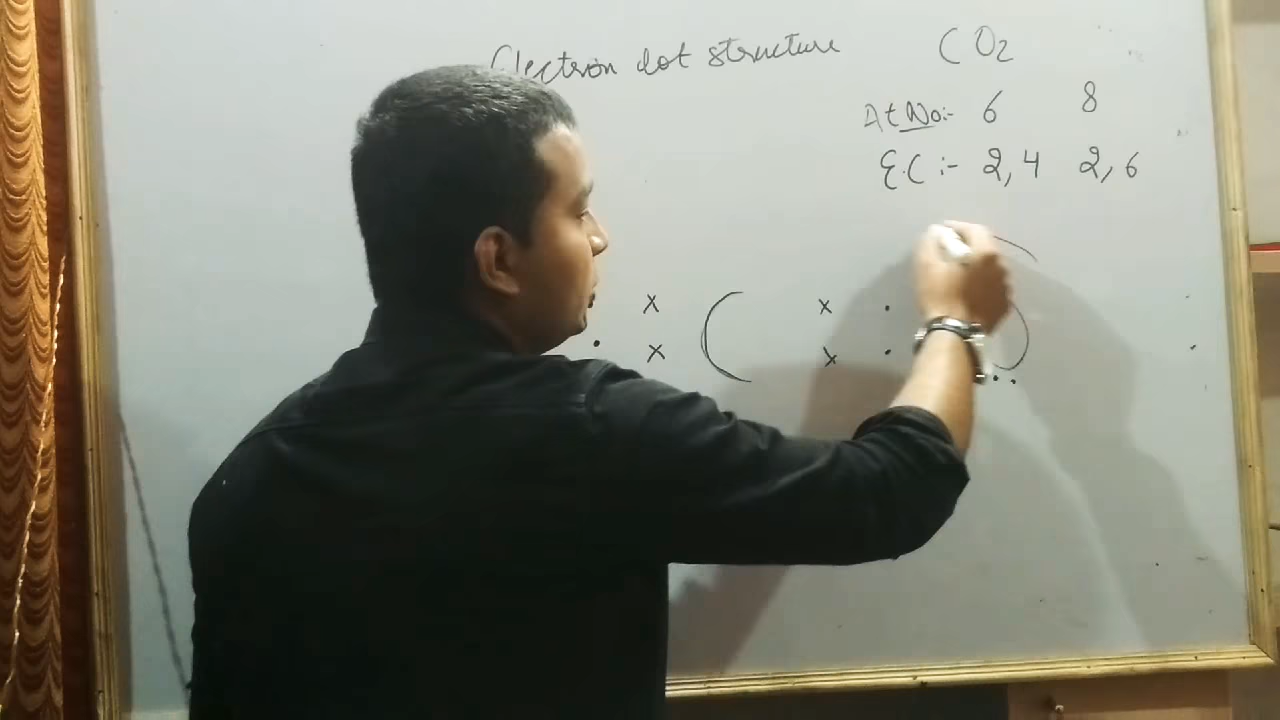 Electron dot structure CO2
At No:- 6 8
E.C :- 2,4 2,6
x ( x .
. x x .